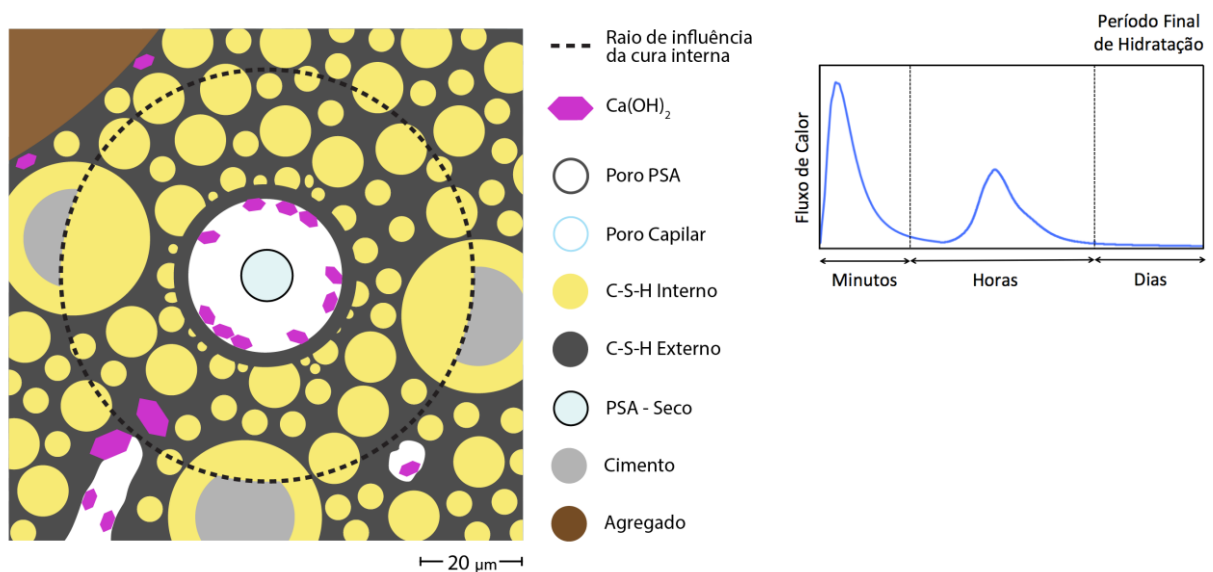 Raio de influência
da cura interna
Ca(OH)₂
Poro PSA
Poro Capilar
C-S-H Interno
C-S-H Externo
PSA - Seco
Cimento
Agregado
20 µm
Período Final
de Hidratação
Fluxo de Calor
Minutos
Horas
Dias